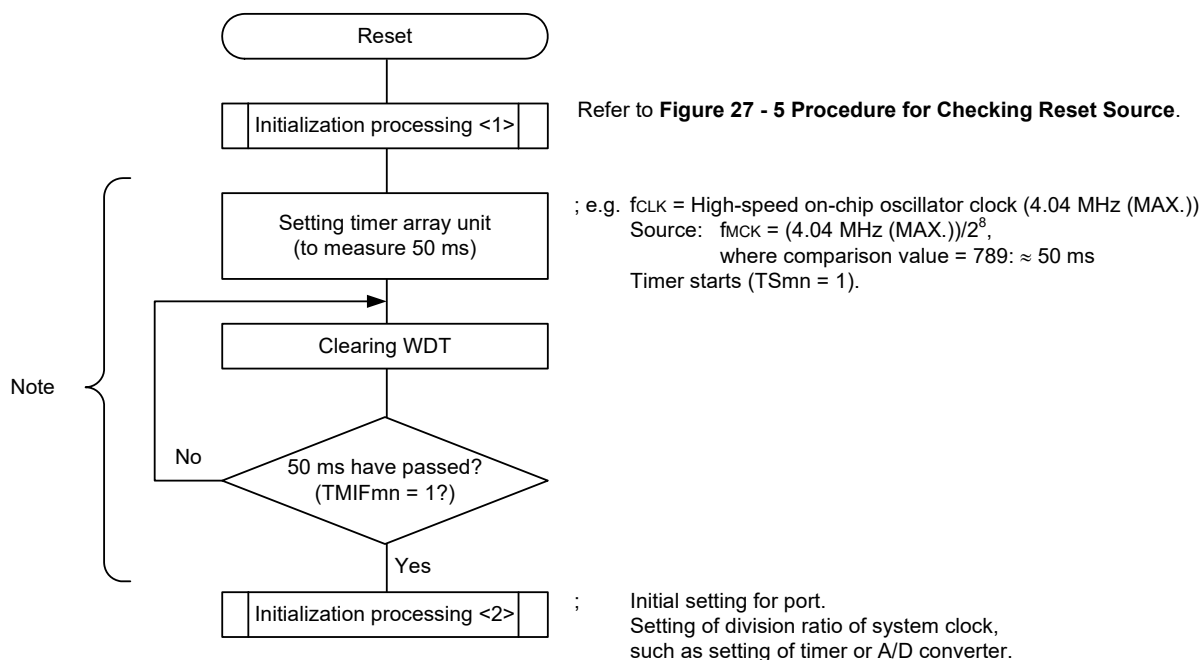 Reset
Initialization processing <1>
Refer to Figure 27 - 5 Procedure for Checking Reset Source.
Setting timer array unit
(to measure 50 ms)
; e.g. fCLK = High-speed on-chip oscillator clock (4.04 MHz (MAX.))
Source: fMCK = (4.04 MHz (MAX.))/2⁸,
where comparison value = 789: ≈ 50 ms
Timer starts (TSmn = 1).
Clearing WDT
Note
No
50 ms have passed?
(TMIFmn = 1?)
Yes
Initialization processing <2>
; Initial setting for port.
Setting of division ratio of system clock,
such as setting of timer or A/D converter.